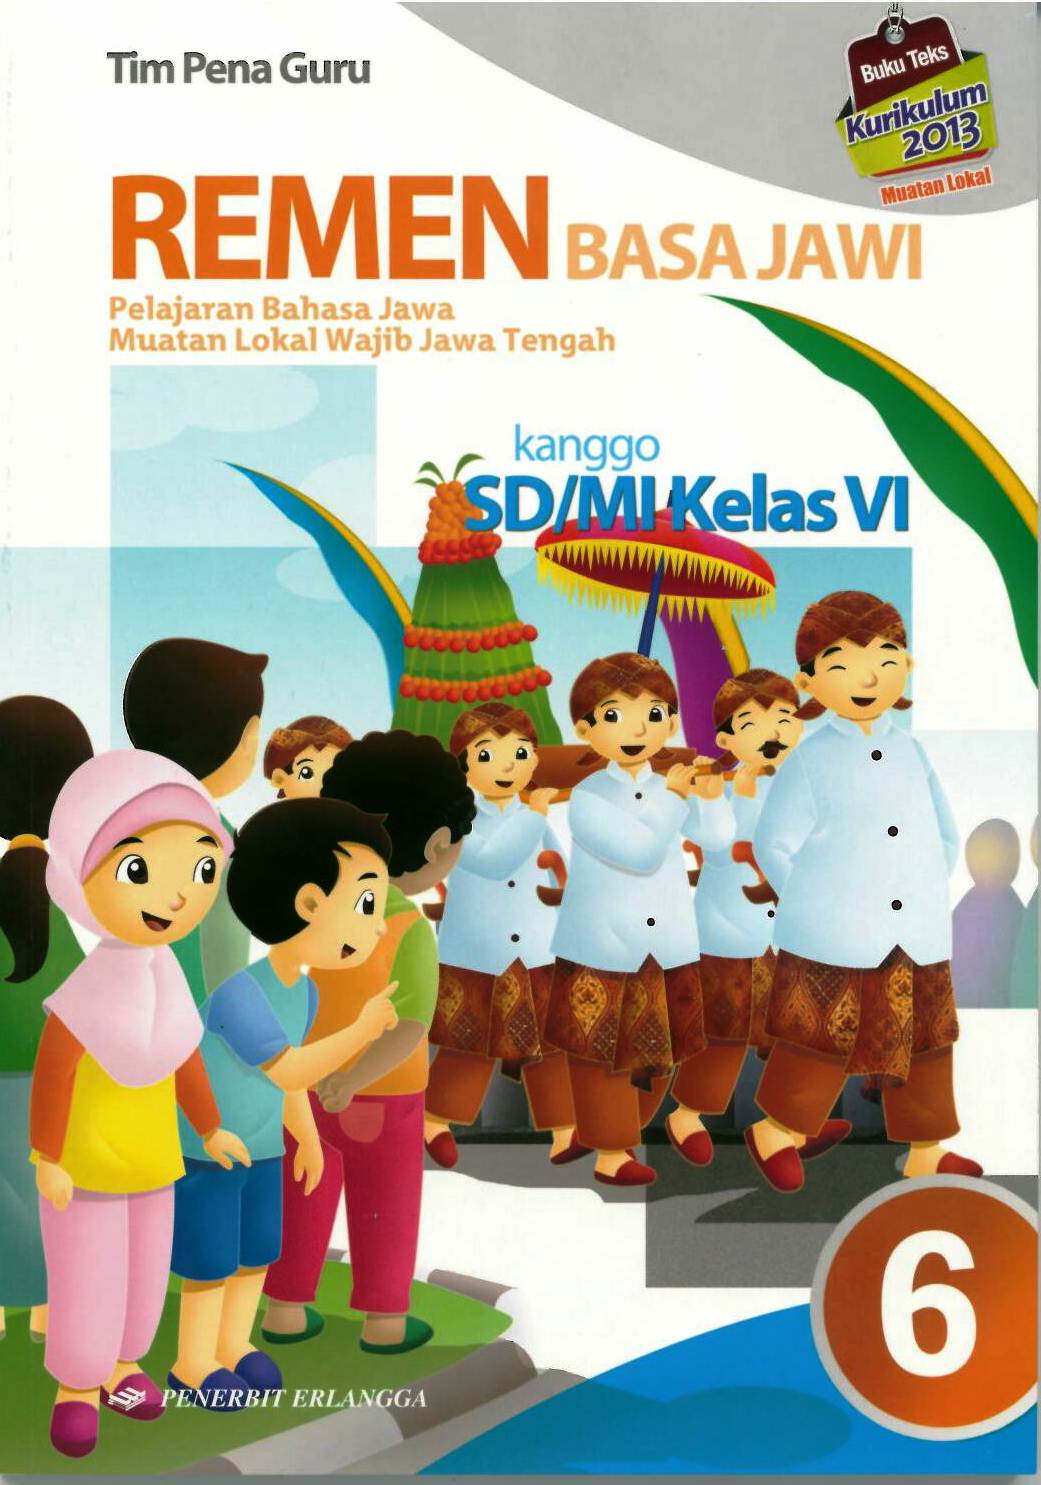 Tim Pena Guru
Buku Teks
Kurikulum
2013
Muatan Lokal
REMEN BASA JAWI
Pelajaran Bahasa Jawa
Muatan Lokal Wajib Jawa Tengah
kanggo
SD/MI Kelas VI
6
PENERBIT ERLANGGA